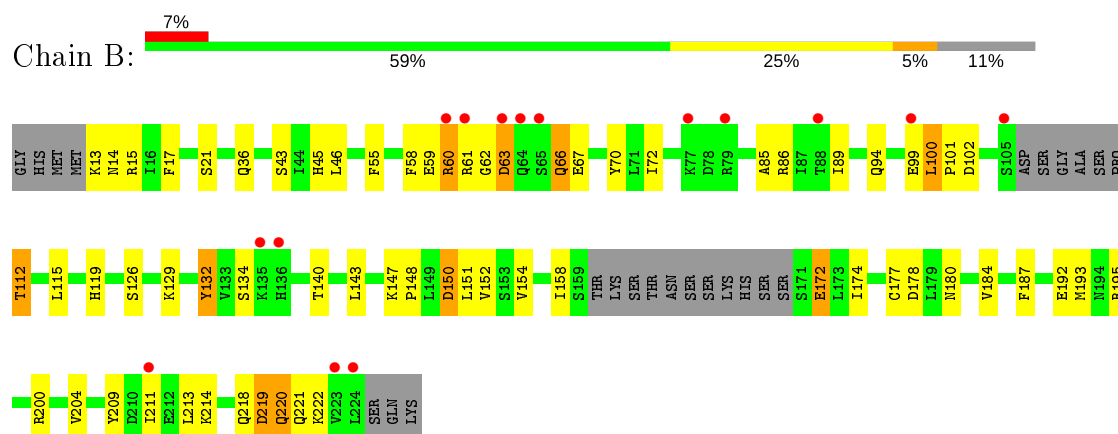 7%
Chain B:
59% 25% 5% 11%
GLY HIS MET MET K13 N14 R15 I16 F17 S21 Q36 S43 I44 H45 L46 F55 F58 E59 R60 R61 G62 D63 Q64 S65 Q66 E67 Y70 L71 I72 K77 D78 R79 A85 R86 I87 T88 I89 Q94 E99 L100 P101 D102 S105 ASP SER GLY ALA SER PRO
T112 L115 H119 S126 K129 Y132 V133 S134 K135 H136 T140 L143 K147 P148 L149 D150 L151 V152 S153 V154 I158 S159 THR LYS SER THR ASN SER SER LYS HIS SER SER S171 E172 L173 I174 C177 D178 L179 N180 V184 F187 E192 M193 N194 R195
R200 V204 Y209 D210 I211 E212 L213 K214 Q218 D219 Q220 Q221 K222 V223 L224 SER GLN LYS